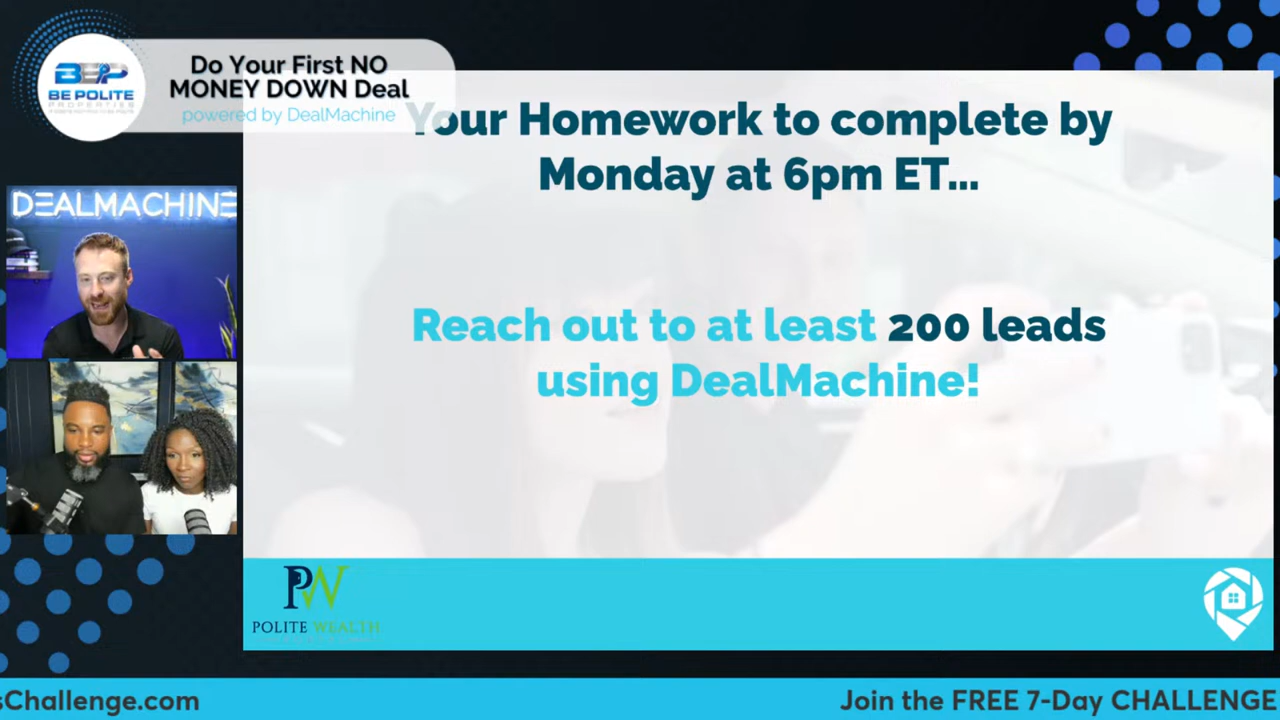 BEP
BE POLITE
PROPERTIES
Do Your First NO
MONEY DOWN Deal
powered by DealMachine
Your Homework to complete by
Monday at 6pm ET...
DEALMACHINE
Reach out to at least 200 leads
using DealMachine!
PW
POLITE WEALTH
sChallenge.com
Join the FREE 7-Day CHALLENGE